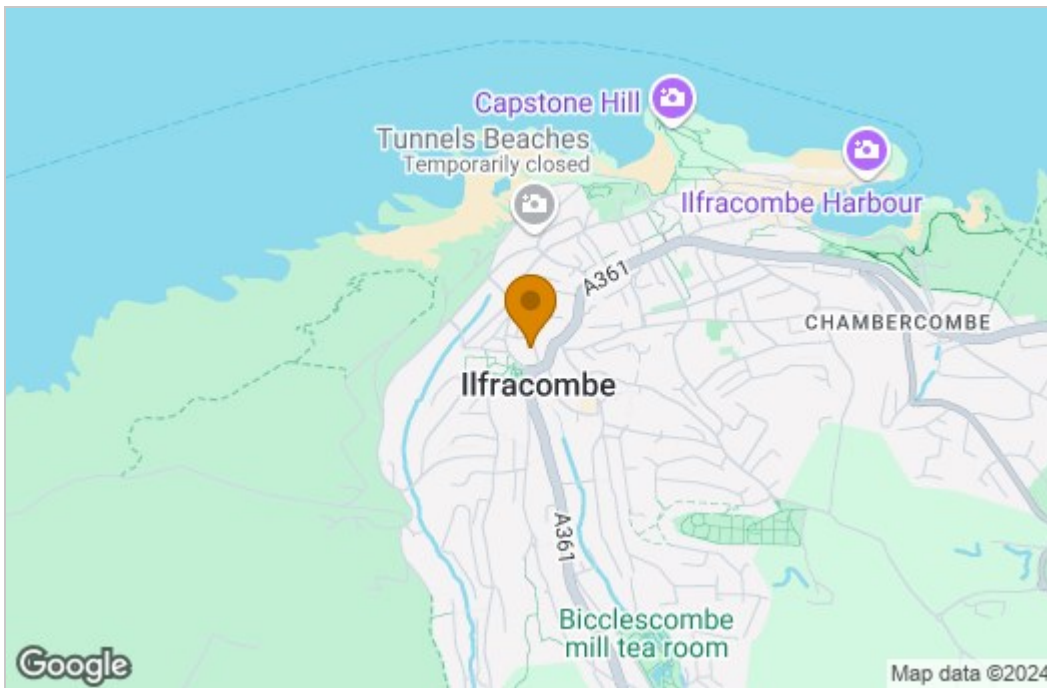 Capstone Hill
Tunnels Beaches
Temporarily closed
Ilfracombe Harbour
A361
CHAMBERCOMBE
Ilfracombe
A361
Bicclescombe
mill tea room
Google
Map data ©2024